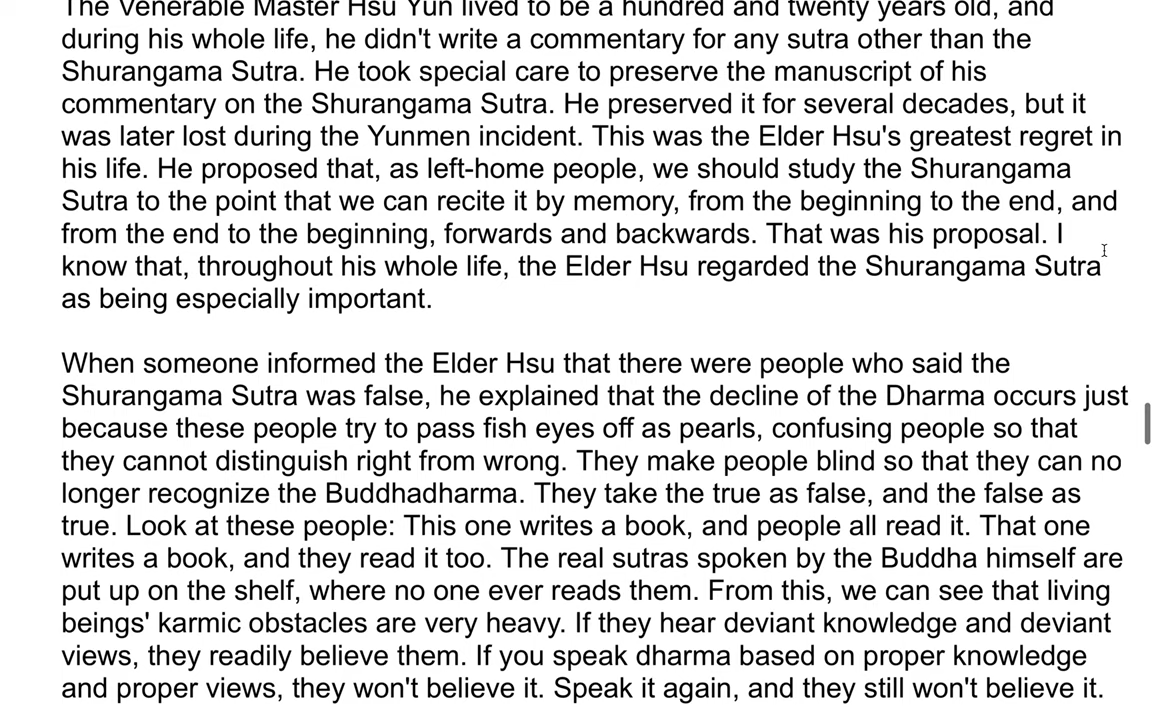 The Venerable Master Hsu Yun lived to be a hundred and twenty years old, and
during his whole life, he didn't write a commentary for any sutra other than the
Shurangama Sutra. He took special care to preserve the manuscript of his
commentary on the Shurangama Sutra. He preserved it for several decades, but it
was later lost during the Yunmen incident. This was the Elder Hsu's greatest regret in
his life. He proposed that, as left-home people, we should study the Shurangama
Sutra to the point that we can recite it by memory, from the beginning to the end, and
from the end to the beginning, forwards and backwards. That was his proposal. I
know that, throughout his whole life, the Elder Hsu regarded the Shurangama Sutra
as being especially important.

When someone informed the Elder Hsu that there were people who said the
Shurangama Sutra was false, he explained that the decline of the Dharma occurs just
because these people try to pass fish eyes off as pearls, confusing people so that
they cannot distinguish right from wrong. They make people blind so that they can no
longer recognize the Buddhadharma. They take the true as false, and the false as
true. Look at these people: This one writes a book, and people all read it. That one
writes a book, and they read it too. The real sutras spoken by the Buddha himself are
put up on the shelf, where no one ever reads them. From this, we can see that living
beings' karmic obstacles are very heavy. If they hear deviant knowledge and deviant
views, they readily believe them. If you speak dharma based on proper knowledge
and proper views, they won't believe it. Speak it again, and they still won't believe it.